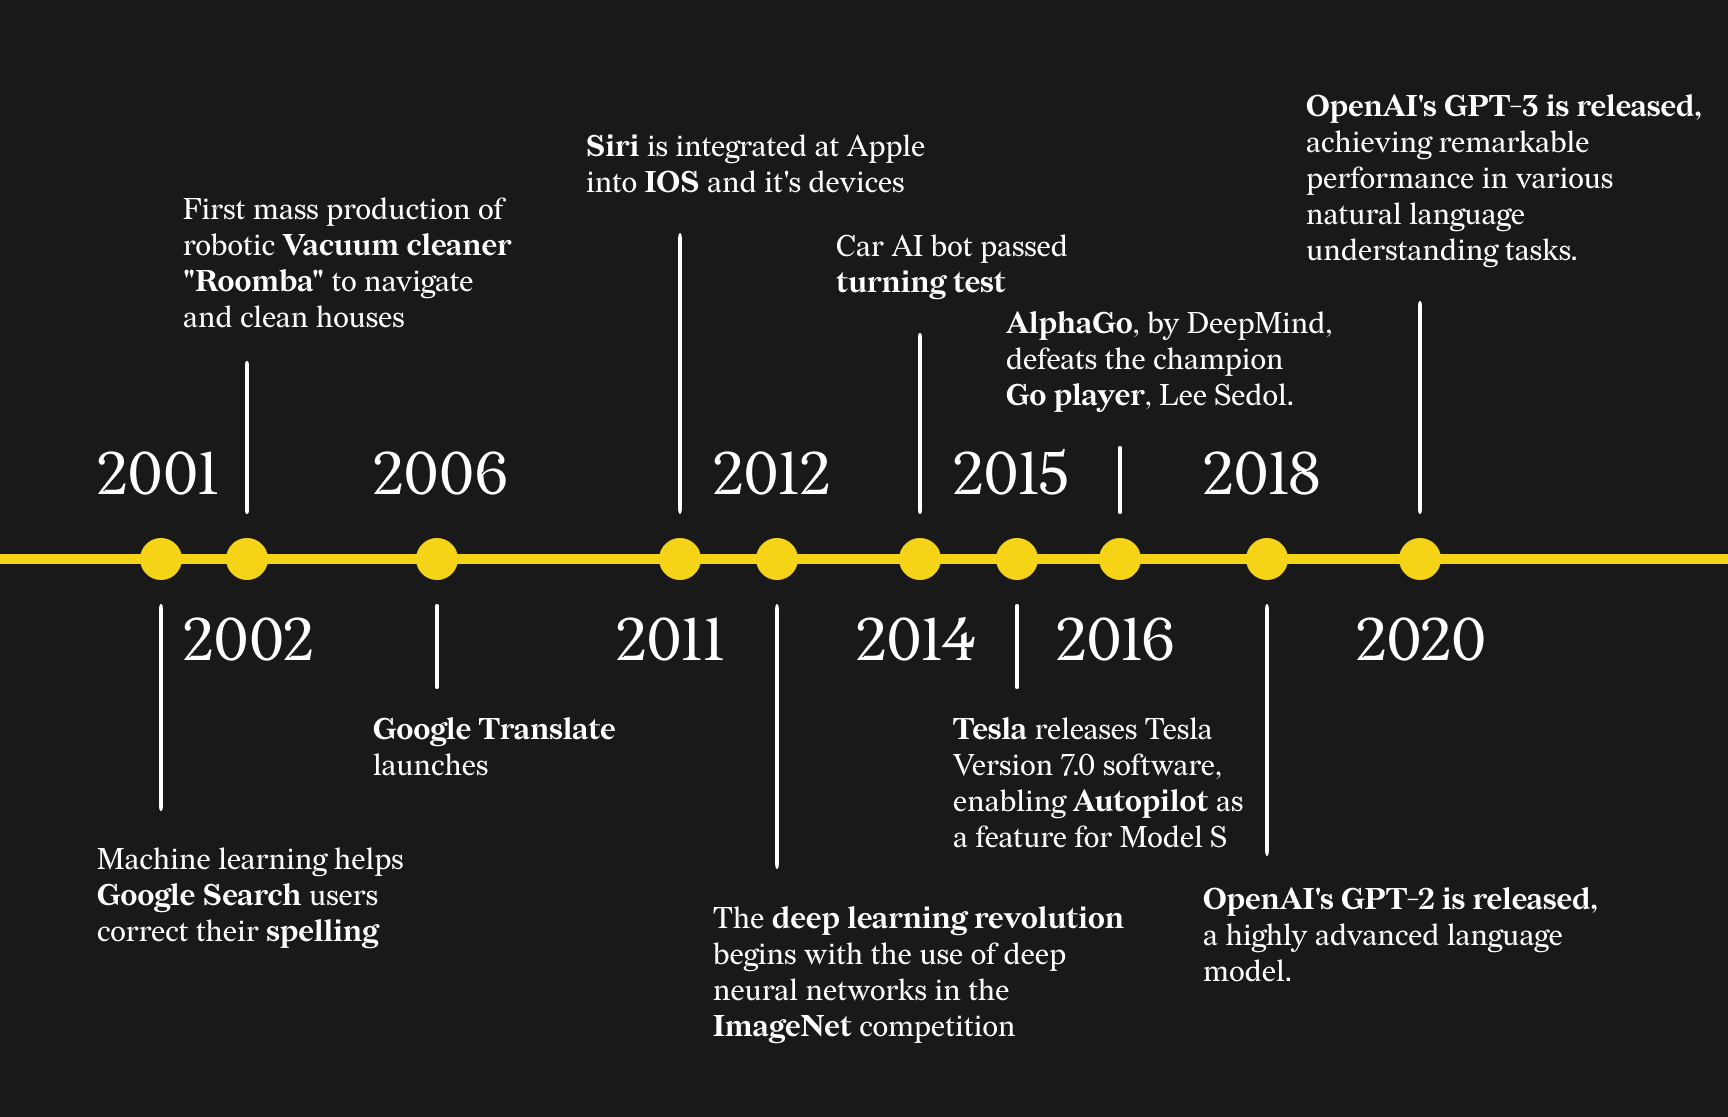 OpenAI's GPT-3 is released,
achieving remarkable
performance in various
natural language
understanding tasks.
Siri is integrated at Apple
into IOS and it's devices
First mass production of
robotic Vacuum cleaner
"Roomba" to navigate
and clean houses
Car AI bot passed
turning test
AlphaGo, by DeepMind,
defeats the champion
Go player, Lee Sedol.
2001
2006
2012
2015
2018
2002
2011
2014
2016
2020
Google Translate
launches
Tesla releases Tesla
Version 7.0 software,
enabling Autopilot as
a feature for Model S
Machine learning helps
Google Search users
correct their spelling
The deep learning revolution
begins with the use of deep
neural networks in the
ImageNet competition
OpenAI's GPT-2 is released,
a highly advanced language
model.